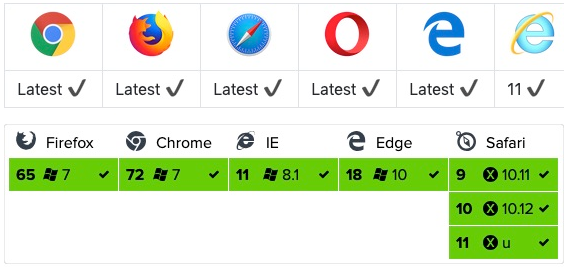 Latest ✔ Latest ✔ Latest ✔ Latest ✔ Latest ✔ 11 ✔
Firefox Chrome IE Edge Safari
65 7 ✔ 72 7 ✔ 11 8.1 ✔ 18 10 ✔ 9 X 10.11 ✔
10 X 10.12 ✔
11 X u ✔